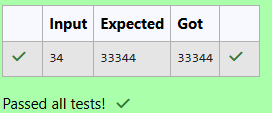 Input Expected Got
34 33344 33344
Passed all tests!